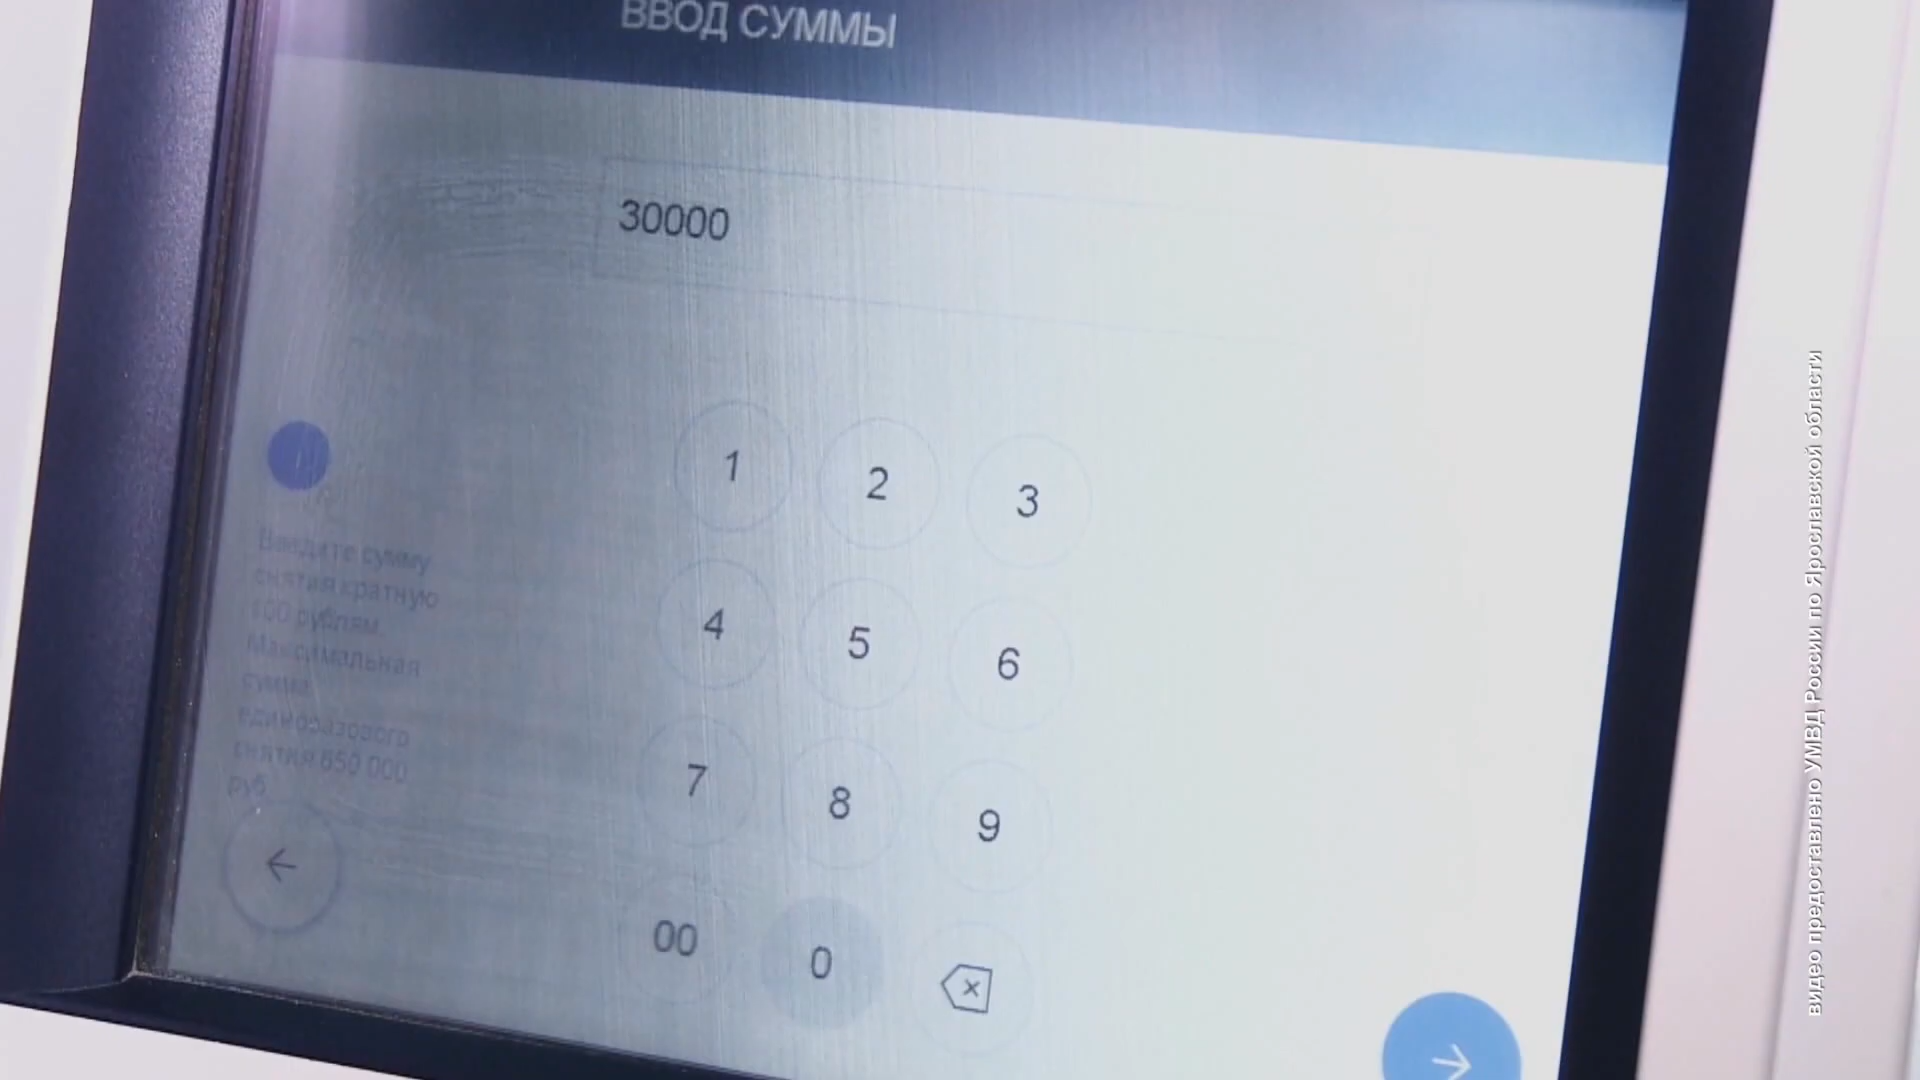 ВВОД СУММЫ
30000
1 2 3
4 5 6
7 8 9
00 0
Введите сумму
снятия кратную
100 рублям.
Максимальная
сумма
единоразового
снятия 650 000
руб
видео предоставлено УМВД России по Ярославской области